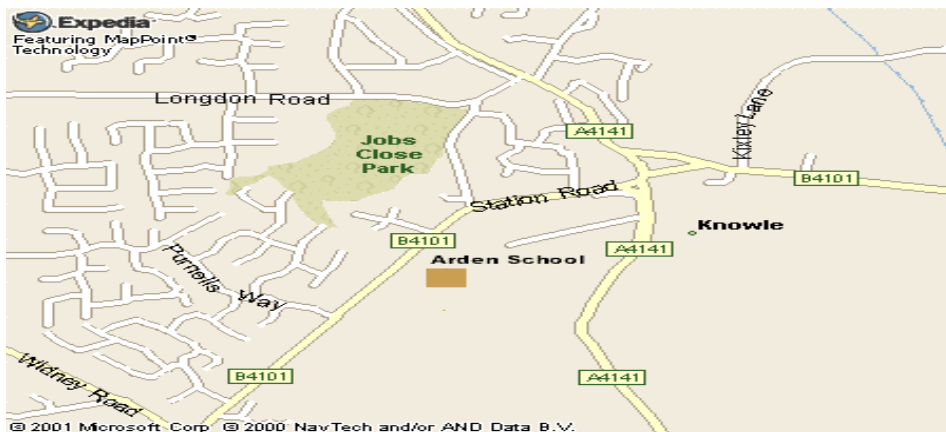 Expedia
Featuring MapPoint®
Technology
Longdon Road
Jobs
Close
Park
A4141
Kixley Lane
B4101
Station Road
Knowle
B4101
A4141
Arden School
Purnells Way
B4101
A4141
Widney Road
© 2001 Microsoft Corp © 2000 NavTech and/or AND Data B.V.